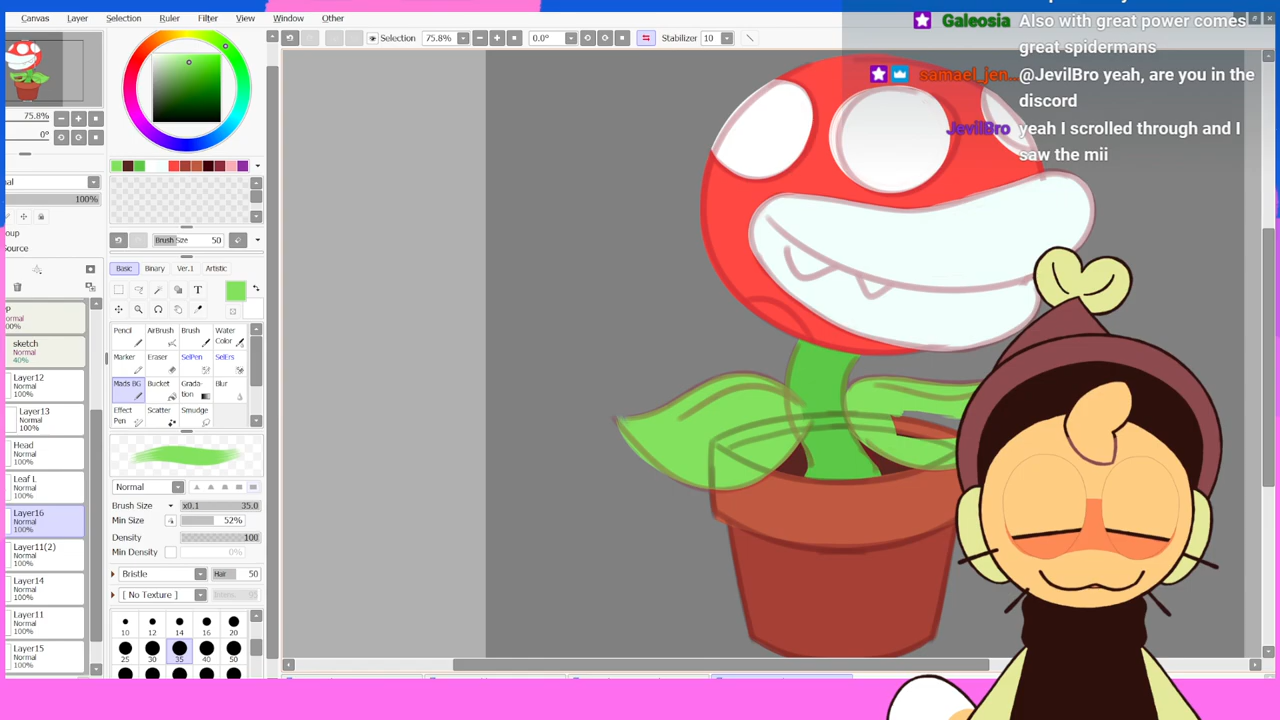 Canvas Layer Selection Ruler Filter View Window Other
Selection 75.8% 0.0° Stabilizer 10
Galeosia Also with great power comes
great spidermans
samael_jen... @JevilBro yeah, are you in the
discord
JevilBro yeah I scrolled through and I
saw the mii
75.8%
0°
100%
Source
Brush Size 50
Basic Binary Ver.1 Artistic
T
Pencil AirBrush Brush Water Color
Marker Eraser SelPen SelErs
Mads BG Bucket Grada-tion Blur
Effect Pen Scatter Smudge
Normal
Brush Size x0.1 35.0
Min Size 52%
Density 100
Min Density 0%
Bristle Hair 50
[ No Texture ]
10 12 14 16 20
25 30 35 40 50
Normal
sketch
Normal
40%
Layer12
Normal
100%
Layer13
Normal
100%
Head
Normal
100%
Leaf L
Normal
100%
Layer16
Normal
100%
Layer11(2)
Normal
100%
Layer14
Normal
100%
Layer11
Normal
100%
Layer15
Normal
100%